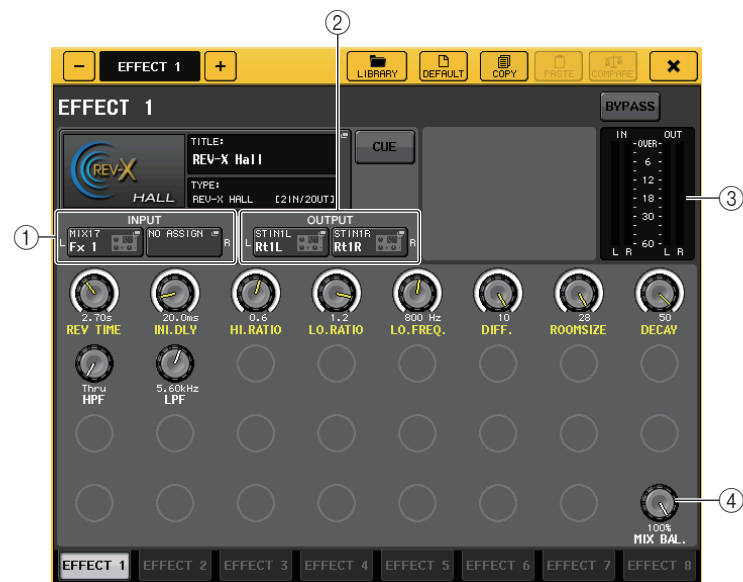 ②
− EFFECT 1 +
LIBRARY DEFAULT COPY PASTE COMPARE ×
EFFECT 1
BYPASS
REV-X
HALL
TITLE:
REV-X Hall
TYPE:
REV-X HALL [2IN/2OUT]
CUE
IN OUT
-OVER-
- 6 -
- 12 -
- 18 -
- 30 -
- 60 -
L R L R
③
①
INPUT
L MIX17 NO ASSIGN R
Fx 1
OUTPUT
L STIN1L STIN1R R
Rt1L Rt1R
2.70s 20.0ms 0.6 1.2 800 Hz 10 28 50
REV TIME INI.DLY HI.RATIO LO.RATIO LO.FREQ. DIFF. ROOMSIZE DECAY
Thru 5.60kHz
HPF LPF
④
100%
MIX BAL.
EFFECT 1 EFFECT 2 EFFECT 3 EFFECT 4 EFFECT 5 EFFECT 6 EFFECT 7 EFFECT 8